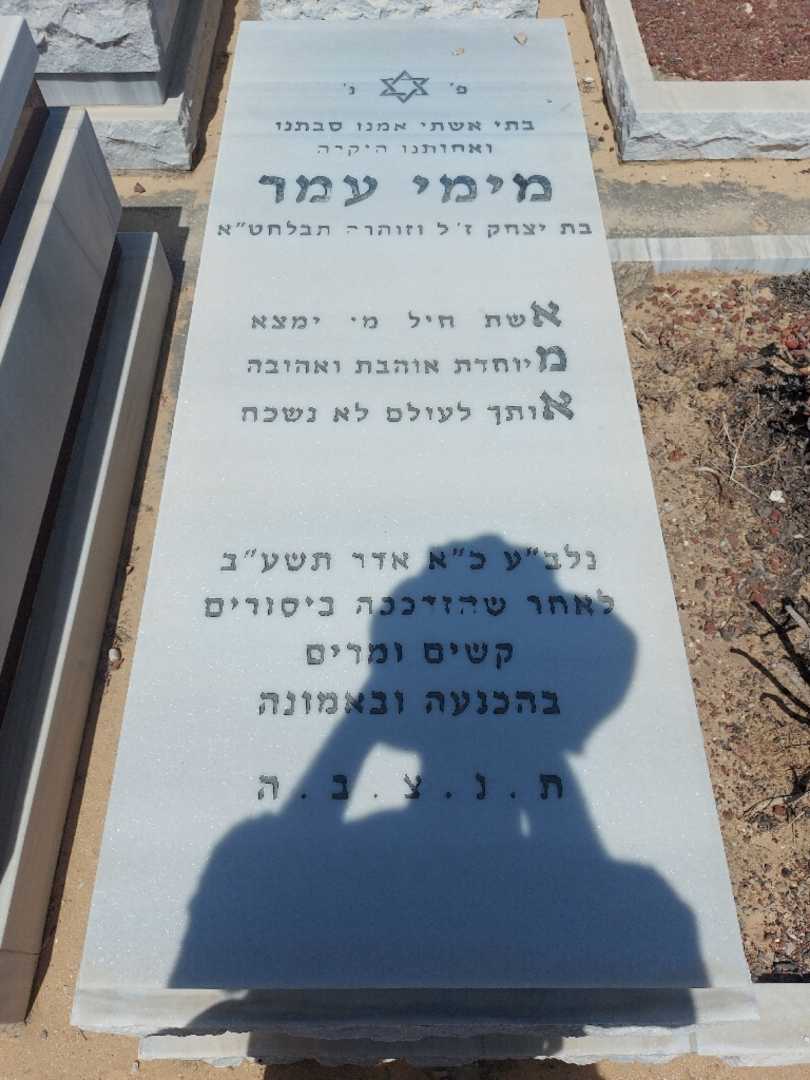 פ' נ'
בתי אשתי אמנו סבתנו
ואחותנו היקרה
מימי עמר
בת יצחק ז"ל וזוהרה תבלחט"א
אשת חיל מי ימצא
מיוחדת אוהבת ואהובה
אותך לעולם לא נשכח
נלב"ע כ"א אדר תשע"ב
לאחר שהזדככה ביסורים
קשים ומרים
בהכנעה ובאמונה
ת.נ.צ.ב.ה